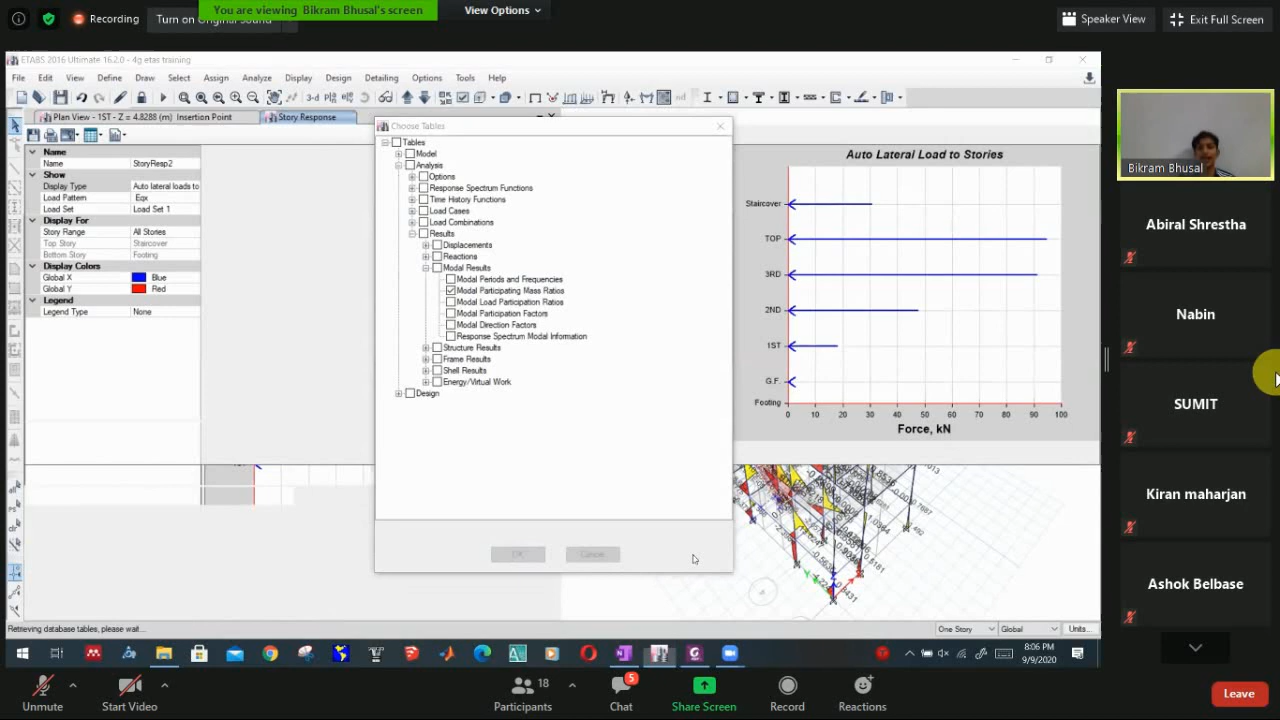 You are viewing Bikram Bhusal's screen
View Options
Recording
Turn on Original Sound
Speaker View
Exit Full Screen
ETABS 2016 Ultimate 16.2.0 - 4g etas training
File Edit View Define Draw Select Assign Analyze Display Design Detailing Options Tools Help
Plan View - 1ST - Z = 4.8288 (m) Insertion Point
Story Response
Name
Name StoryResp2
Show
Display Type Auto lateral loads to
Load Pattern Eqx
Load Set Load Set 1
Display For
Story Range All Stories
Top Story Staircover
Bottom Story Footing
Display Colors
Global X Blue
Global Y Red
Legend
Legend Type None
Choose Tables
Tables
Model
Analysis
Options
Response Spectrum Functions
Time History Functions
Load Cases
Load Combinations
Results
Displacements
Reactions
Modal Results
Modal Periods and Frequencies
Modal Participating Mass Ratios
Modal Load Participation Ratios
Modal Participation Factors
Modal Direction Factors
Response Spectrum Modal Information
Structure Results
Frame Results
Shell Results
Energy/Virtual Work
Design
OK
Cancel
Auto Lateral Load to Stories
Staircover
TOP
3RD
2ND
1ST
G.F.
Footing
0 10 20 30 40 50 60 70 80 90 100
Force, kN
Retrieving database tables, please wait...
One Story
Global
Units...
8:06 PM
9/9/2020
Bikram Bhusal
Abiral Shrestha
Nabin
SUMIT
Kiran maharjan
Ashok Belbase
Unmute
Start Video
18
Participants
5
Chat
Share Screen
Record
Reactions
Leave